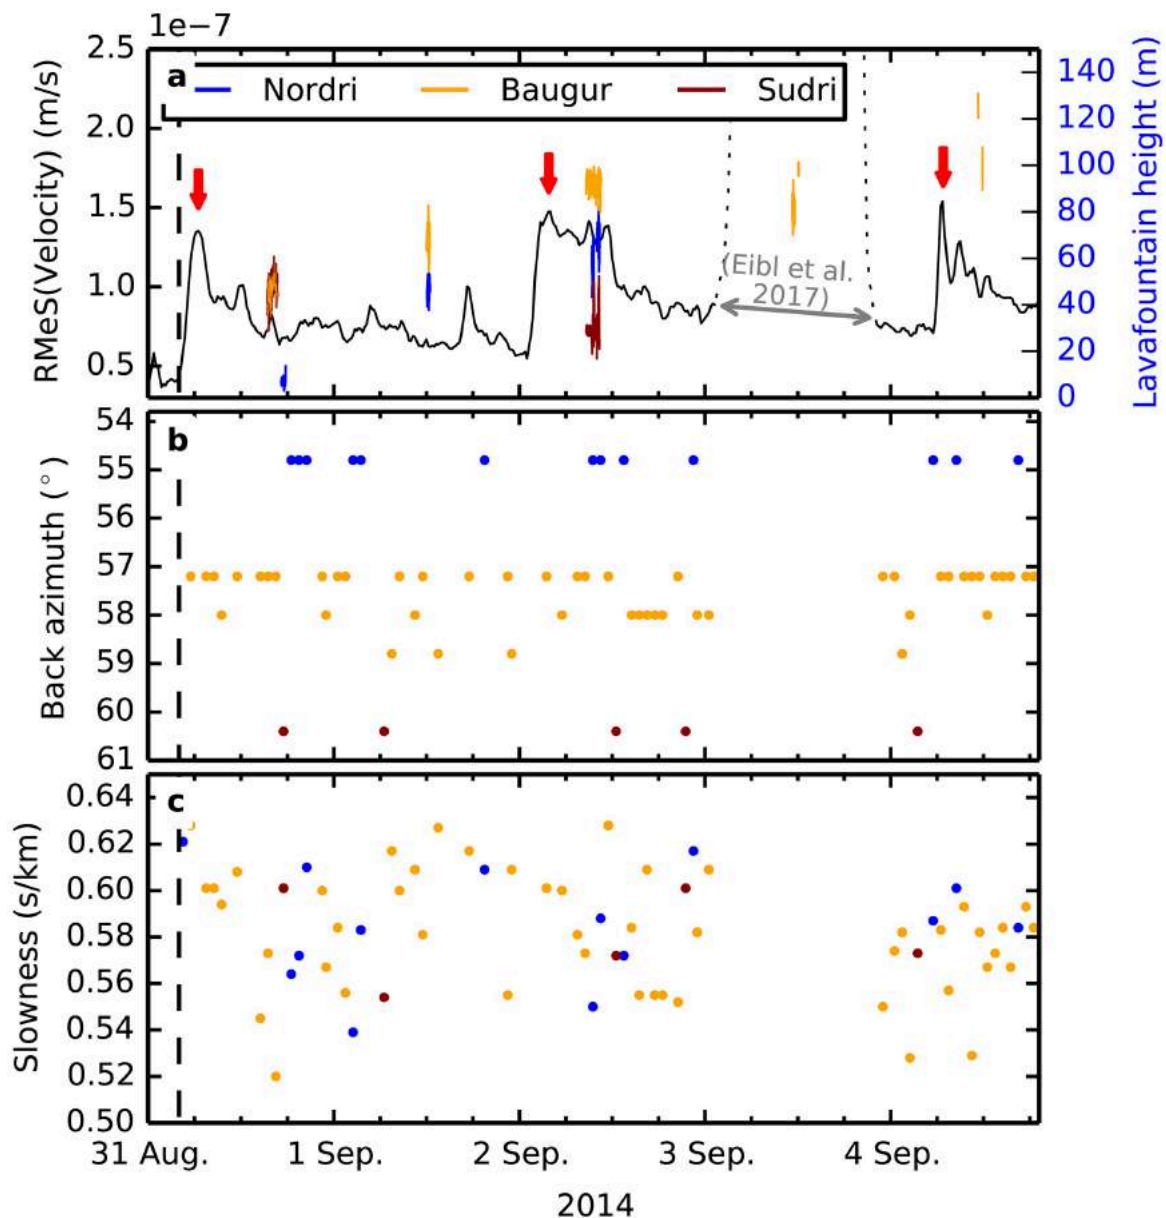 1e−7
2.5
2.0
1.5
1.0
0.5
RMeS(Velocity) (m/s)
a
Nordri
Baugur
Sudri
(Eibl et al.
2017)
140
120
100
80
60
40
20
0
Lavafountain height (m)
54
55
56
57
58
59
60
61
Back azimuth (°)
b
0.64
0.62
0.60
0.58
0.56
0.54
0.52
0.50
Slowness (s/km)
c
31 Aug.
1 Sep.
2 Sep.
3 Sep.
4 Sep.
2014